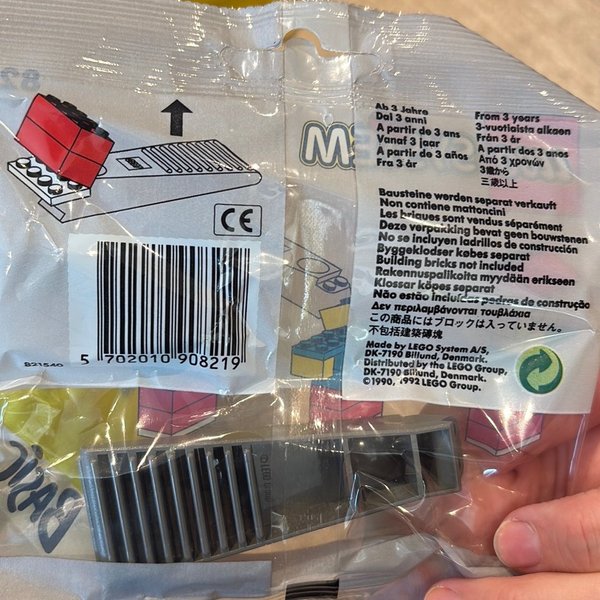 Ab 3 Jahre
Dai 3 anni
A partir de 3 ans
Vanaf 3 jaar
A partir de 3 años
Fra 3 år
From 3 years
3-vuotiaista alkaen
Från 3 år
A partir dos 3 anos
Από 3 χρονών
3歳から
三歲以上
Bausteine werden separat verkauft
Non contiene mattoncini
Les briques sont vendus séparément
Deze verpakking bevat geen bouwstenen
No se incluyen ladrillos de construcción
Byggeklodser købes separat
Building bricks not included
Rakennuspalikoita myydään erikseen
Klossar köpes separat
Não estão incluídas pedras de construção
Δεν περιλαμβάνονται τουβλάκια
この商品にはブロックは入っていません。
不包括建築磚塊
Made by LEGO System A/S,
DK-7190 Billund, Denmark.
Distributed by the LEGO Group.
DK-7190 Billund, Denmark.
©1990, 1992 LEGO Group.
CE
5 702010 908219
821540
BASIC